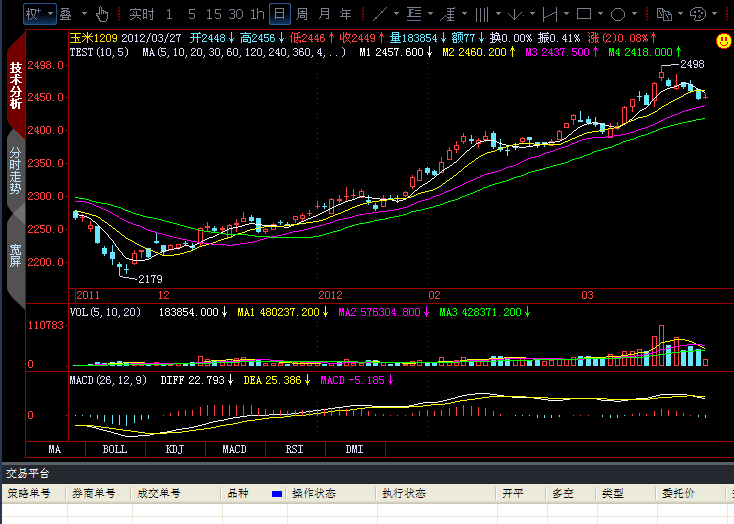 权 叠 实时 1 5 15 30 1h 日 周 月 年
玉米1209 2012/03/27 开2448↓ 高2456↓ 低2446↑ 收2449↑ 量183854↓ 额77↓ 换0.00% 振0.41% 涨(2)0.08%↑
TEST(10,5) MA(5,10,20,30,60,120,240,360,4,..) M1 2457.600↓ M2 2460.200↑ M3 2437.500↑ M4 2418.000↑
技术分析
分时走势
宽屏
2498.0
2450.0
2400.0
2350.0
2300.0
2250.0
2200.0
2498
2179
2011 12 2012 02 03
VOL(5,10,20) 183854.000↓ MA1 480237.200↓ MA2 576304.800↓ MA3 428371.200↓
110783
0
MACD(26,12,9) DIFF 22.793↓ DEA 25.386↓ MACD -5.185↓
0
MA BOLL KDJ MACD RSI DMI
交易平台
策略单号 券商单号 成交单号 品种 操作状态 执行状态 开平 多空 类型 委托价